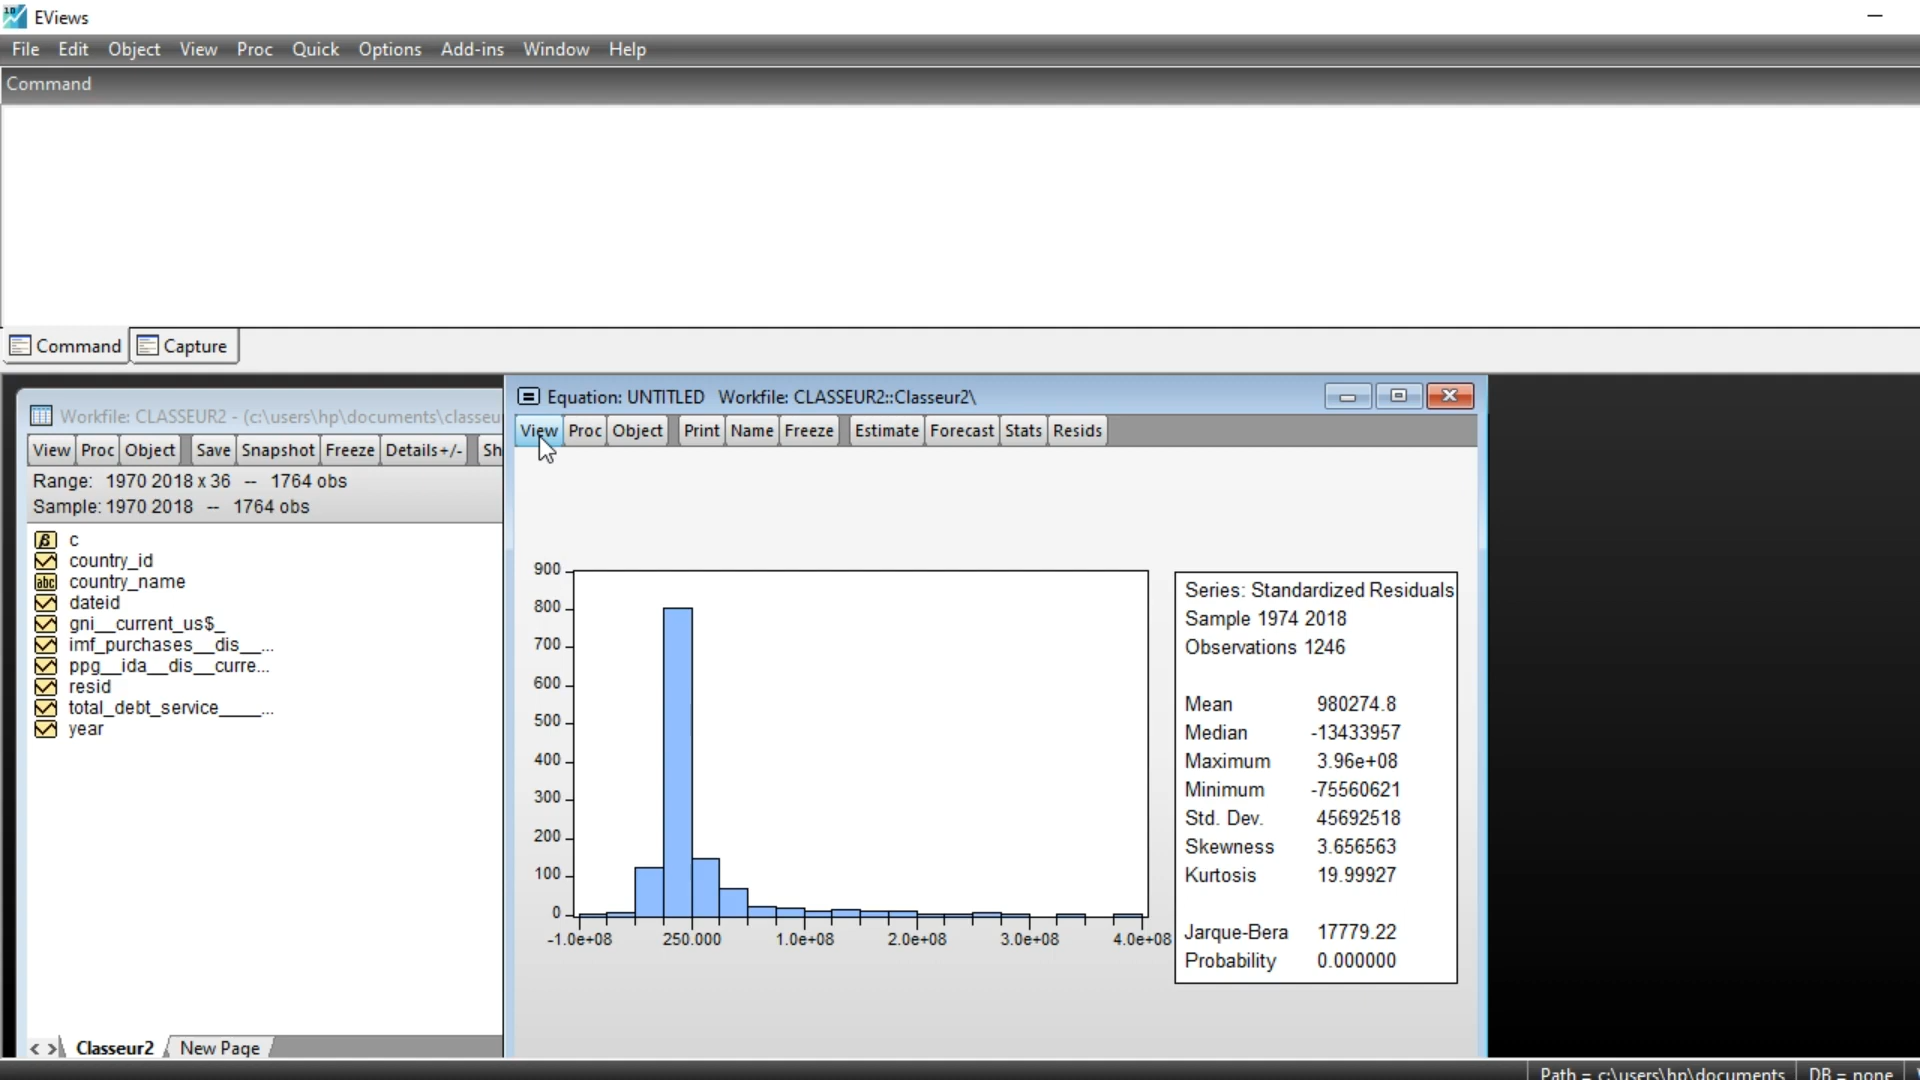 EViews
File Edit Object View Proc Quick Options Add-ins Window Help
Command
Command Capture
Workfile: CLASSEUR2 - (c:\users\hp\documents\classeu
View Proc Object Save Snapshot Freeze Details+/- Sh
Range: 1970 2018 x 36 -- 1764 obs
Sample: 1970 2018 -- 1764 obs
c
country_id
abc country_name
dateid
gni__current_us$_
imf_purchases__dis__...
ppg__ida__dis__curre...
resid
total_debt_service____...
year
Classeur2 New Page
Equation: UNTITLED Workfile: CLASSEUR2::Classeur2\
View Proc Object Print Name Freeze Estimate Forecast Stats Resids
900
800
700
600
500
400
300
200
100
0
-1.0e+08 250.000 1.0e+08 2.0e+08 3.0e+08 4.0e+08
Series: Standardized Residuals
Sample 1974 2018
Observations 1246
Mean 980274.8
Median -13433957
Maximum 3.96e+08
Minimum -75560621
Std. Dev. 45692518
Skewness 3.656563
Kurtosis 19.99927
Jarque-Bera 17779.22
Probability 0.000000
Path = c:\users\hp\documents DB = none